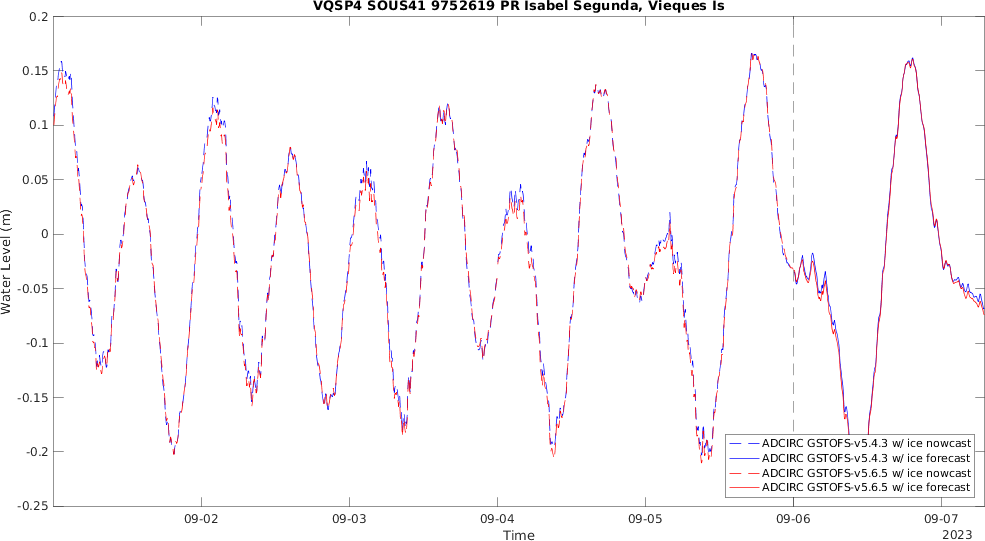 VQSP4 SOUS41 9752619 PR Isabel Segunda, Vieques Is
0.2
0.15
0.1
0.05
0
-0.05
-0.1
-0.15
-0.2
-0.25
Water Level (m)
ADCIRC GSTOFS-v5.4.3 w/ ice nowcast
ADCIRC GSTOFS-v5.4.3 w/ ice forecast
ADCIRC GSTOFS-v5.6.5 w/ ice nowcast
ADCIRC GSTOFS-v5.6.5 w/ ice forecast
09-02 09-03 09-04 09-05 09-06 09-07
Time
2023